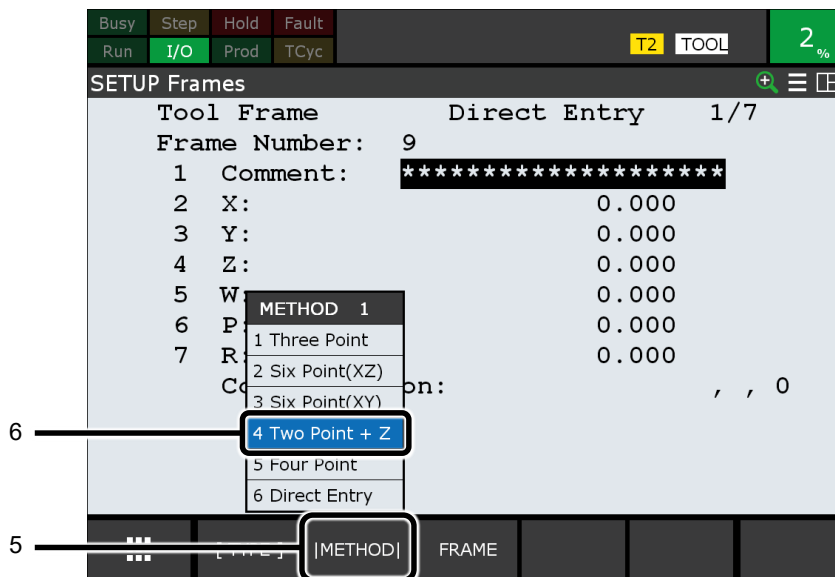 Busy Step Hold Fault
Run I/O Prod TCyc T2 TOOL 2%
SETUP Frames
Tool Frame Direct Entry 1/7
Frame Number: 9
1 Comment: ********************
2 X: 0.000
3 Y: 0.000
4 Z: 0.000
5 W 0.000
6 P 0.000
7 R 0.000
on: , , 0
METHOD 1
1 Three Point
2 Six Point(XZ)
3 Six Point(XY)
4 Two Point + Z
5 Four Point
6 Direct Entry
6
5
|METHOD| FRAME